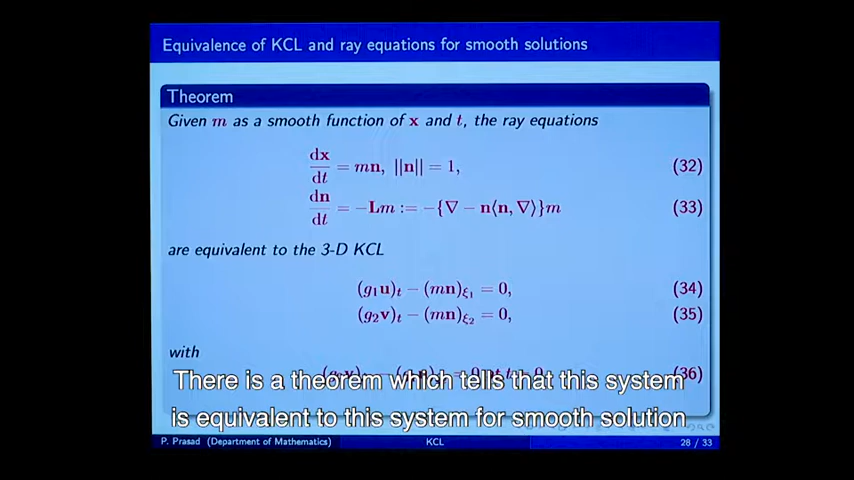 Equivalence of KCL and ray equations for smooth solutions
Theorem
Given m as a smooth function of x and t, the ray equations
dx/dt = mn, ||n|| = 1, (32)
dn/dt = −Lm := −{∇ − n⟨n, ∇⟩}m (33)
are equivalent to the 3-D KCL
(g₁u)ₜ − (mn)_ξ₁ = 0, (34)
(g₂v)ₜ − (mn)_ξ₂ = 0, (35)
with
(36)
There is a theorem which tells that this system
is equivalent to this system for smooth solution
P. Prasad (Department of Mathematics) KCL 28 / 33